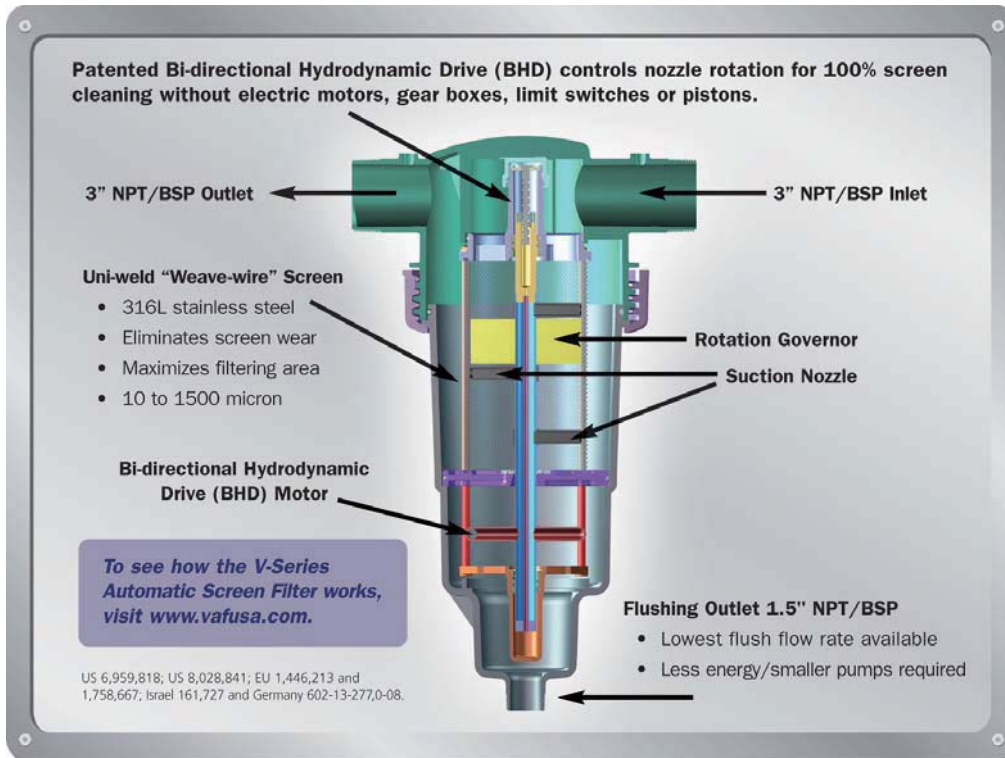 Patented Bi-directional Hydrodynamic Drive (BHD) controls nozzle rotation for 100% screen
cleaning without electric motors, gear boxes, limit switches or pistons.
3” NPT/BSP Outlet
3” NPT/BSP Inlet
Uni-weld “Weave-wire” Screen
• 316L stainless steel
• Eliminates screen wear
• Maximizes filtering area
• 10 to 1500 micron
Rotation Governor
Suction Nozzle
Bi-directional Hydrodynamic
Drive (BHD) Motor
To see how the V-Series
Automatic Screen Filter works,
visit www.vafusa.com.
Flushing Outlet 1.5" NPT/BSP
• Lowest flush flow rate available
• Less energy/smaller pumps required
US 6,959,818; US 8,028,841; EU 1,446,213 and
1,758,667; Israel 161,727 and Germany 602-13-277,0-08.